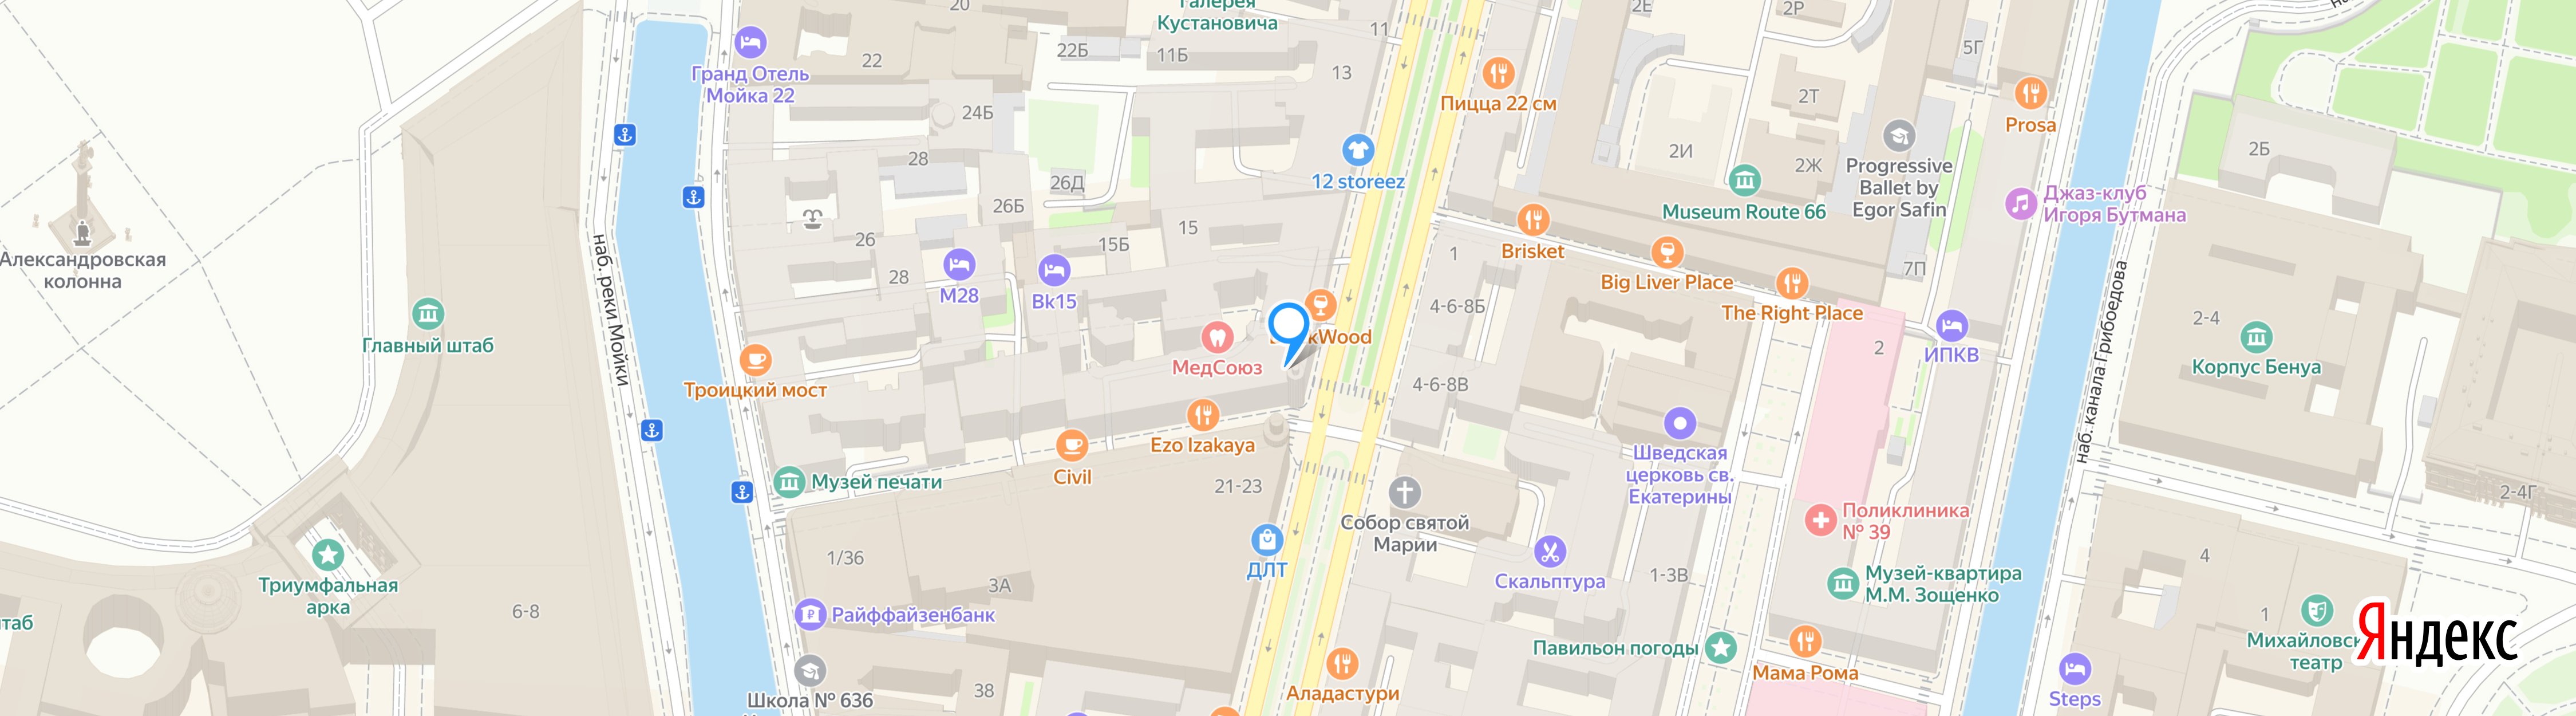 20
Галерея
Кустановича
11
2Е
2Р
на
5Г
22
22Б
11Б
13
Гранд Отель
Мойка 22
Пицца 22 см
2Т
Prosa
24Б
28
26Д
12 storeez
2И
2Ж
Museum Route 66
Progressive
Ballet by
Egor Safin
2Б
Джаз-клуб
Игоря Бутмана
26Б
26
15
15Б
1
Brisket
Александровская
колонна
наб. реки Мойки
28
М28
Bk15
Big Liver Place
7П
The Right Place
наб. канала Грибоедова
Главный штаб
МедСоюз
kWood
4-6-8Б
2
ИПКВ
2-4
Корпус Бенуа
Троицкий мост
4-6-8В
Ezo Izakaya
Civil
Шведская
церковь св.
Екатерины
Музей печати
21-23
2-4Г
Собор святой
Марии
Поликлиника
№ 39
1/36
ДЛТ
Триумфальная
арка
3А
Скальптура
1-3В
Музей-квартира
М.М. Зощенко
4
6-8
таб
Райффайзенбанк
1
Михайловск
театр
Яндекс
Павильон погоды
Мама Рома
38
Школа № 636
Аладастури
Steps